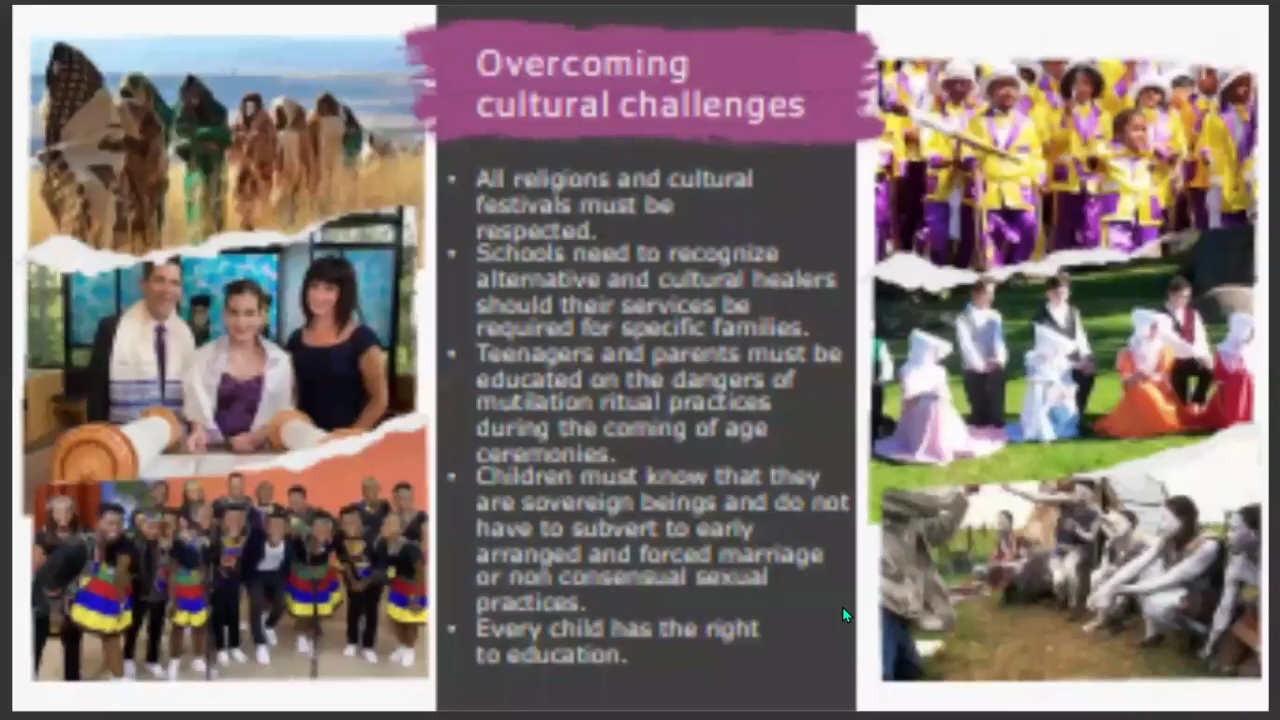 Overcoming
cultural challenges
• All religions and cultural
festivals must be
respected.
• Schools need to recognize
alternative and cultural healers
should their services be
required for specific families.
• Teenagers and parents must be
educated on the dangers of
mutilation ritual practices
during the coming of age
ceremonies.
• Children must know that they
are sovereign beings and do not
have to subvert to early
arranged and forced marriage
or non consensual sexual
practices.
• Every child has the right
to education.